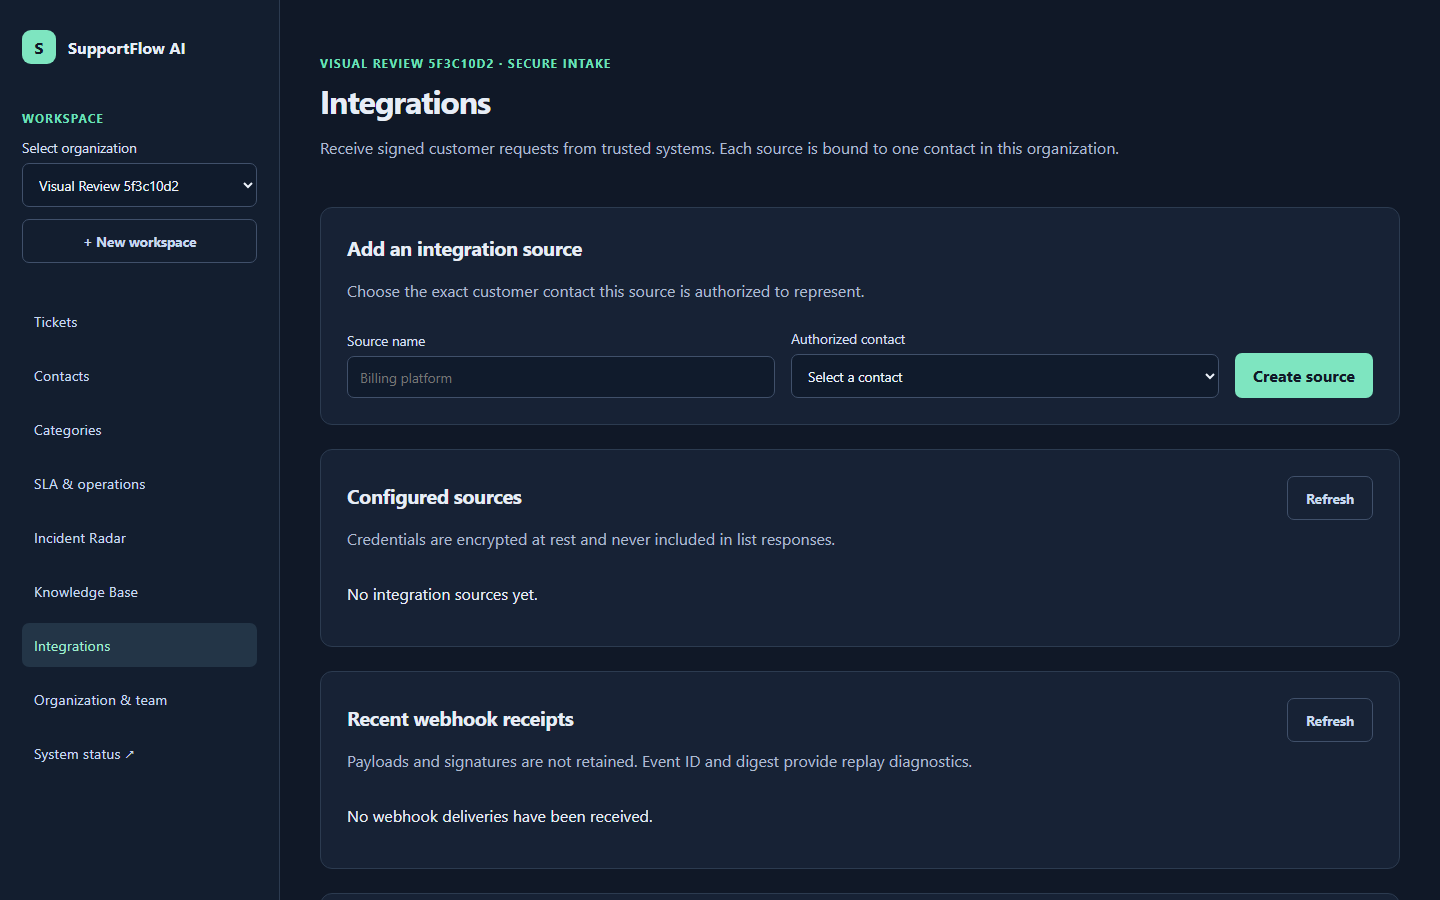 S
SupportFlow AI
WORKSPACE
Select organization
Visual Review 5f3c10d2
+ New workspace
Tickets
Contacts
Categories
SLA & operations
Incident Radar
Knowledge Base
Integrations
Organization & team
System status ↗
VISUAL REVIEW 5F3C10D2 · SECURE INTAKE
Integrations
Receive signed customer requests from trusted systems. Each source is bound to one contact in this organization.
Add an integration source
Choose the exact customer contact this source is authorized to represent.
Source name
Billing platform
Authorized contact
Select a contact
Create source
Configured sources
Refresh
Credentials are encrypted at rest and never included in list responses.
No integration sources yet.
Recent webhook receipts
Refresh
Payloads and signatures are not retained. Event ID and digest provide replay diagnostics.
No webhook deliveries have been received.